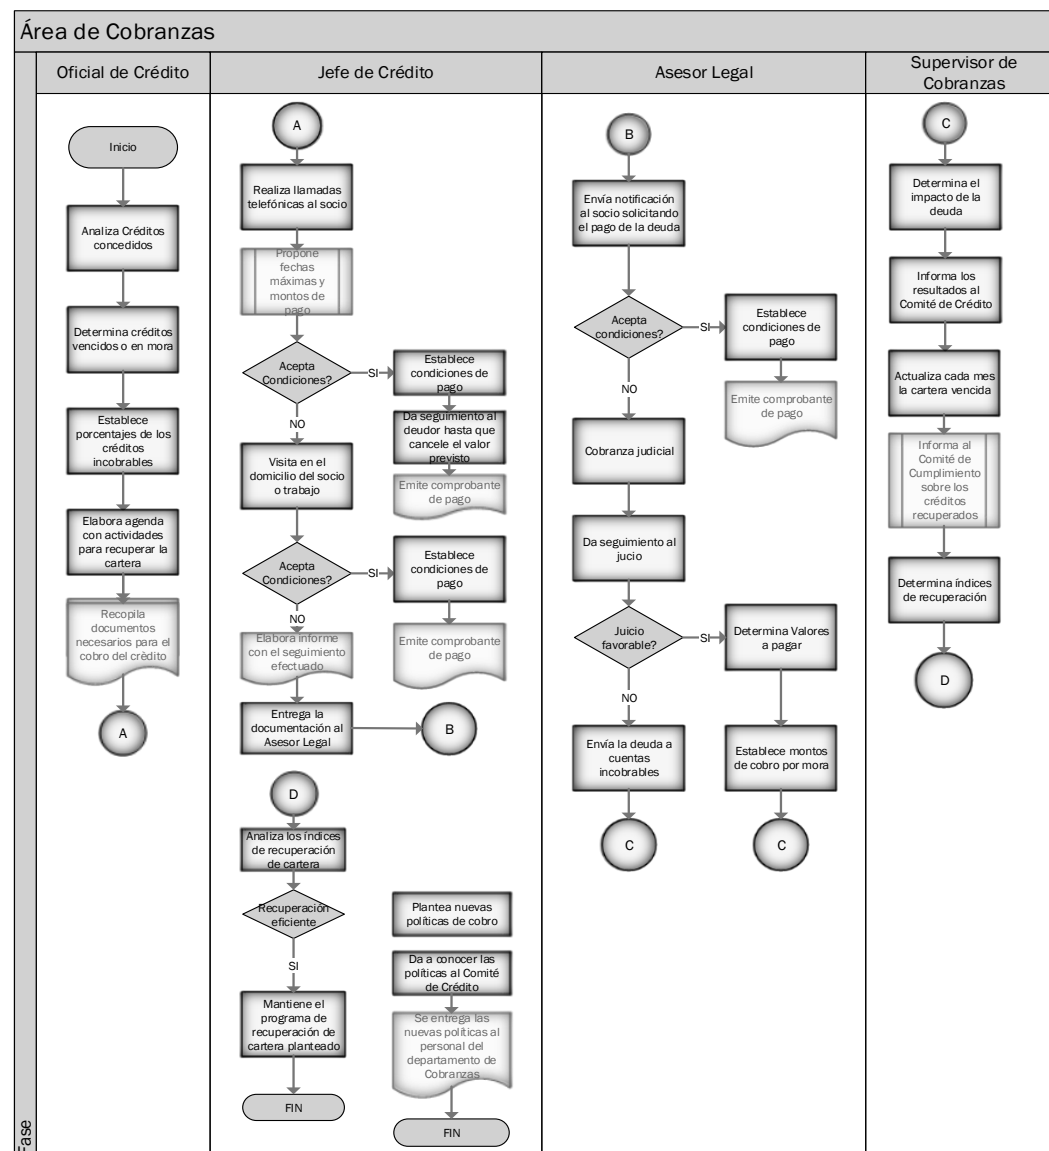 Área de Cobranzas
Oficial de Crédito
Jefe de Crédito
Asesor Legal
Supervisor de
Cobranzas
Fase
Inicio
Analiza Créditos
concedidos
Determina créditos
vencidos o en mora
Establece
porcentajes de los
créditos
incobrables
Elabora agenda
con actividades
para recuperar la
cartera
Recopila
documentos
necesarios para el
cobro del crèdito
A
A
Realiza llamadas
telefónicas al socio
Propone
fechas
máximas y
montos de
pago
Acepta
Condiciones?
SI
Establece
condiciones de
pago
Da seguimiento al
deudor hasta que
cancele el valor
previsto
Emite comprobante
de pago
NO
Visita en el
domicilio del socio
o trabajo
Acepta
Condiciones?
SI
Establece
condiciones de
pago
Emite comprobante
de pago
NO
Elabora informe
con el seguimiento
efectuado
Entrega la
documentación al
Asesor Legal
B
D
Analiza los índices
de recuperación
de cartera
Recuperación
eficiente
SI
Mantiene el
programa de
recuperación de
cartera planteado
FIN
Plantea nuevas
políticas de cobro
Da a conocer las
políticas al Comité
de Crédito
Se entrega las
nuevas políticas al
personal del
departamento de
Cobranzas
FIN
B
Envía notificación
al socio solicitando
el pago de la deuda
Acepta
condiciones?
SI
Establece
condiciones de
pago
Emite comprobante
de pago
NO
Cobranza judicial
Da seguimiento al
jucio
Juicio
favorable?
SI
Determina Valores
a pagar
Establece montos
de cobro por mora
C
NO
Envía la deuda a
cuentas
incobrables
C
C
Determina el
impacto de la
deuda
Informa los
resultados al
Comité de Crédito
Actualiza cada mes
la cartera vencida
Informa al
Comité de
Cumplimiento
sobre los
créditos
recuperados
Determina índices
de recuperación
D